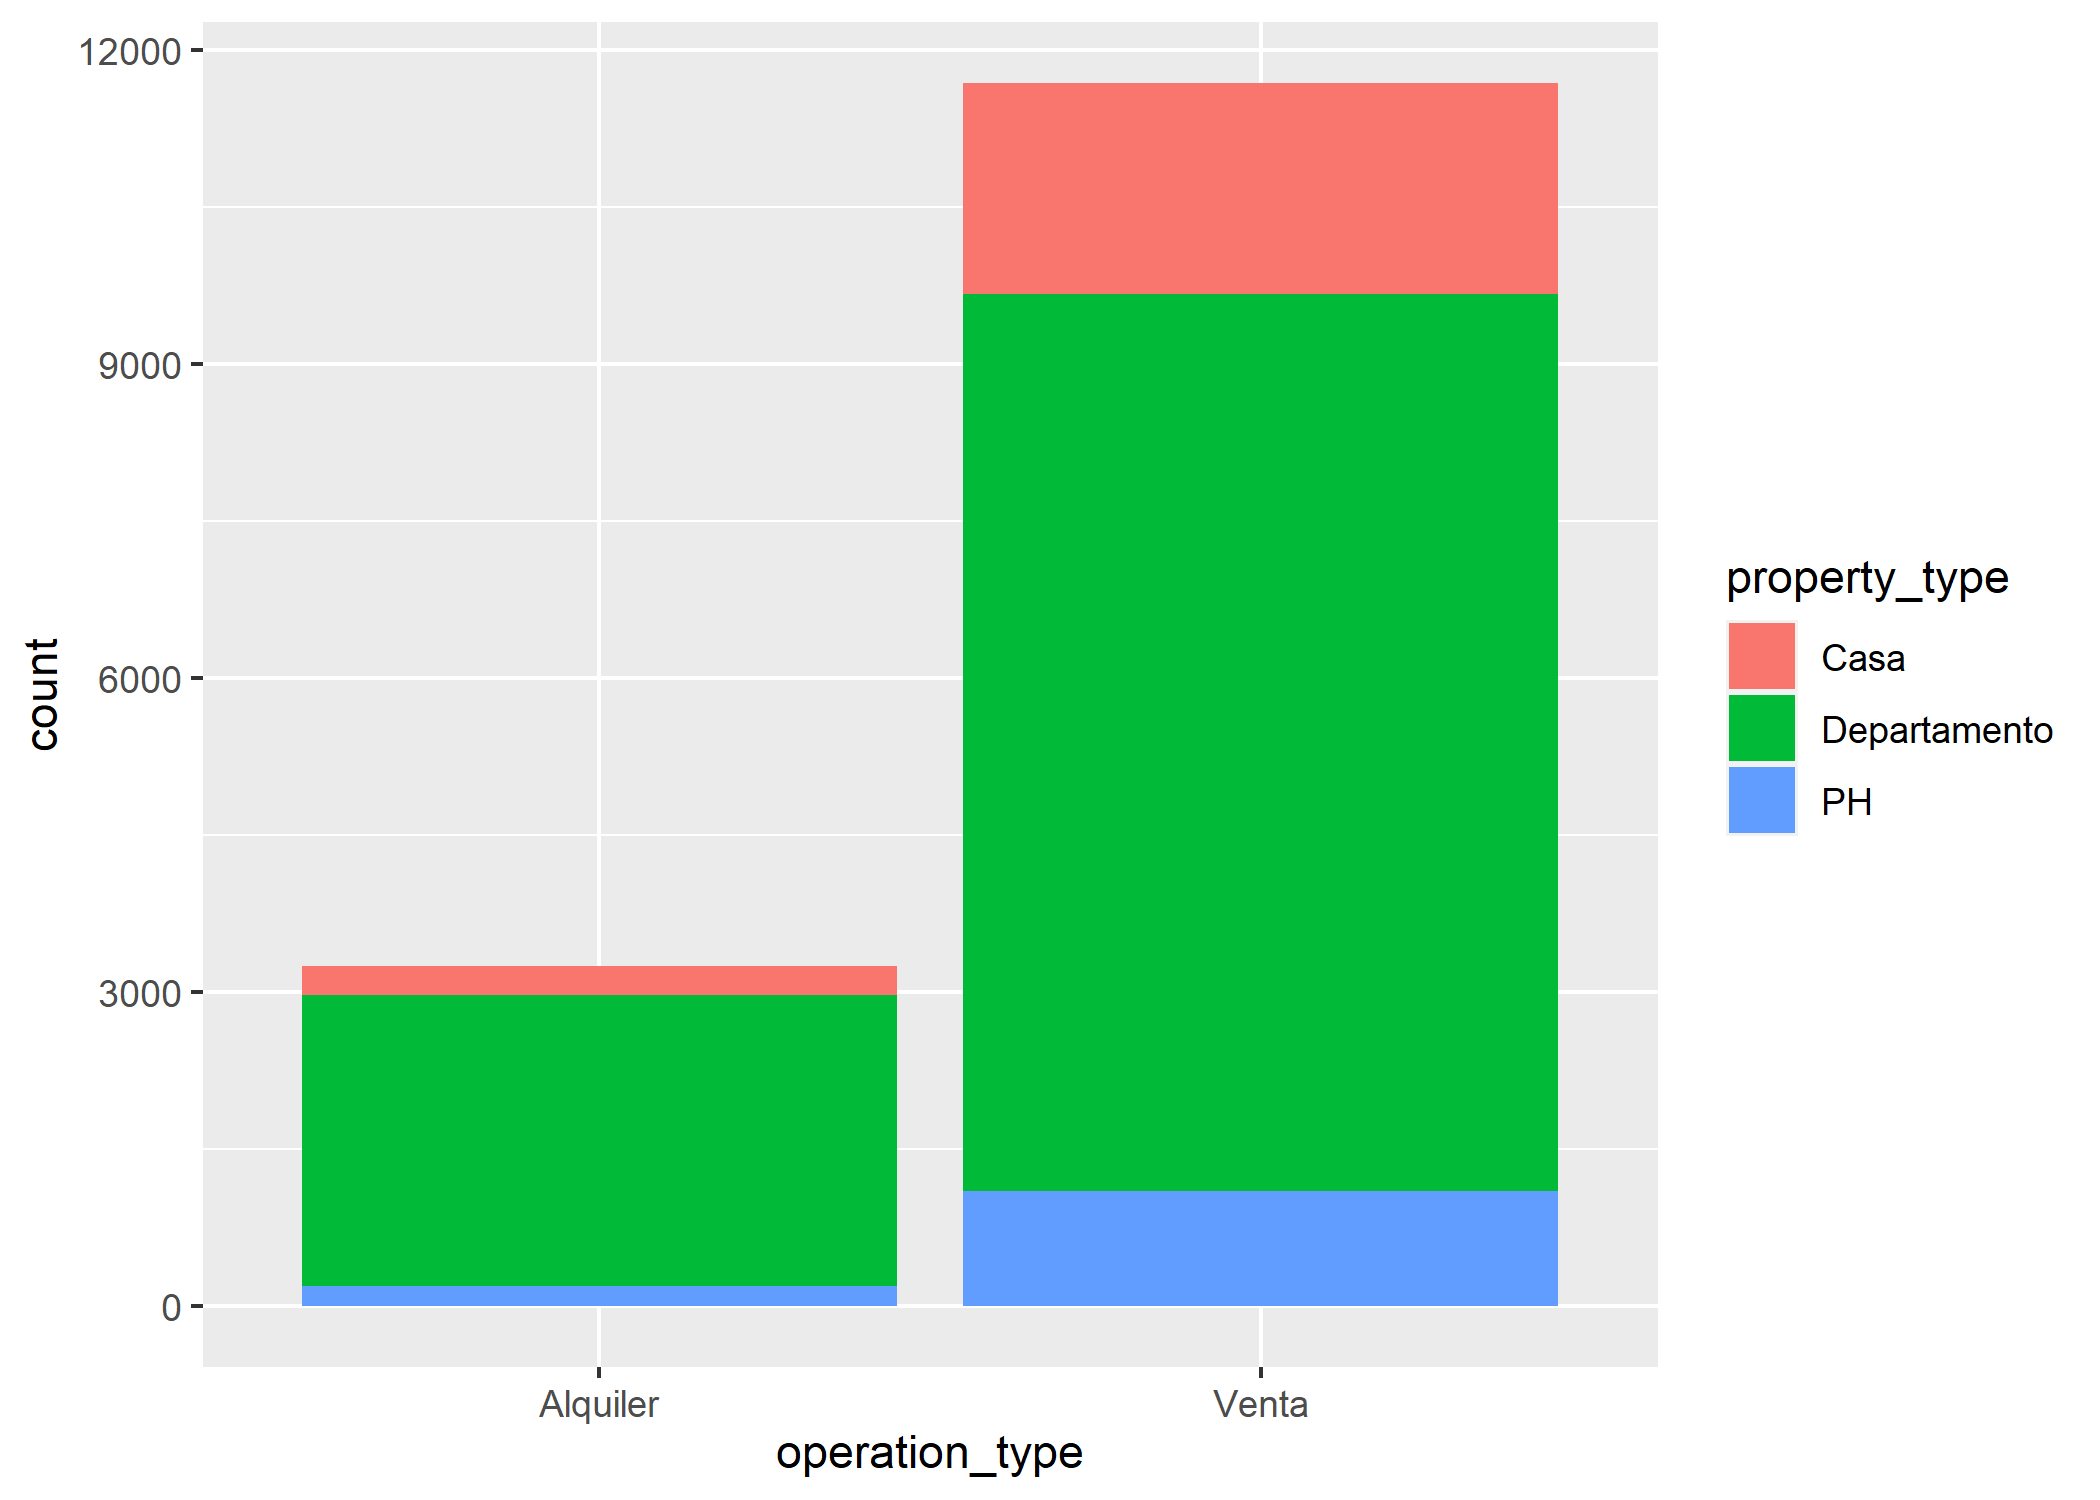 12000
9000
6000
3000
0
count
Alquiler
Venta
operation_type
property_type
Casa
Departamento
PH